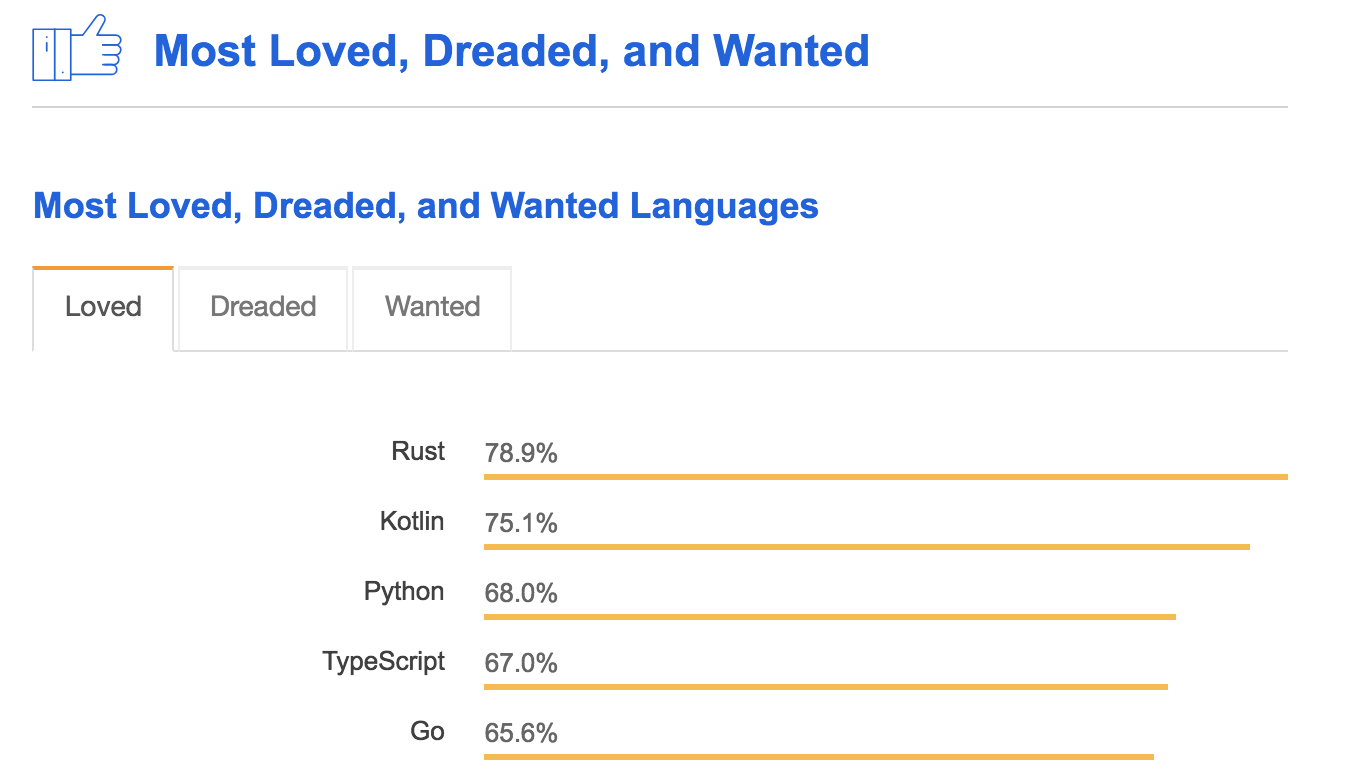 Most Loved, Dreaded, and Wanted
Most Loved, Dreaded, and Wanted Languages
Loved Dreaded Wanted
Rust 78.9%
Kotlin 75.1%
Python 68.0%
TypeScript 67.0%
Go 65.6%